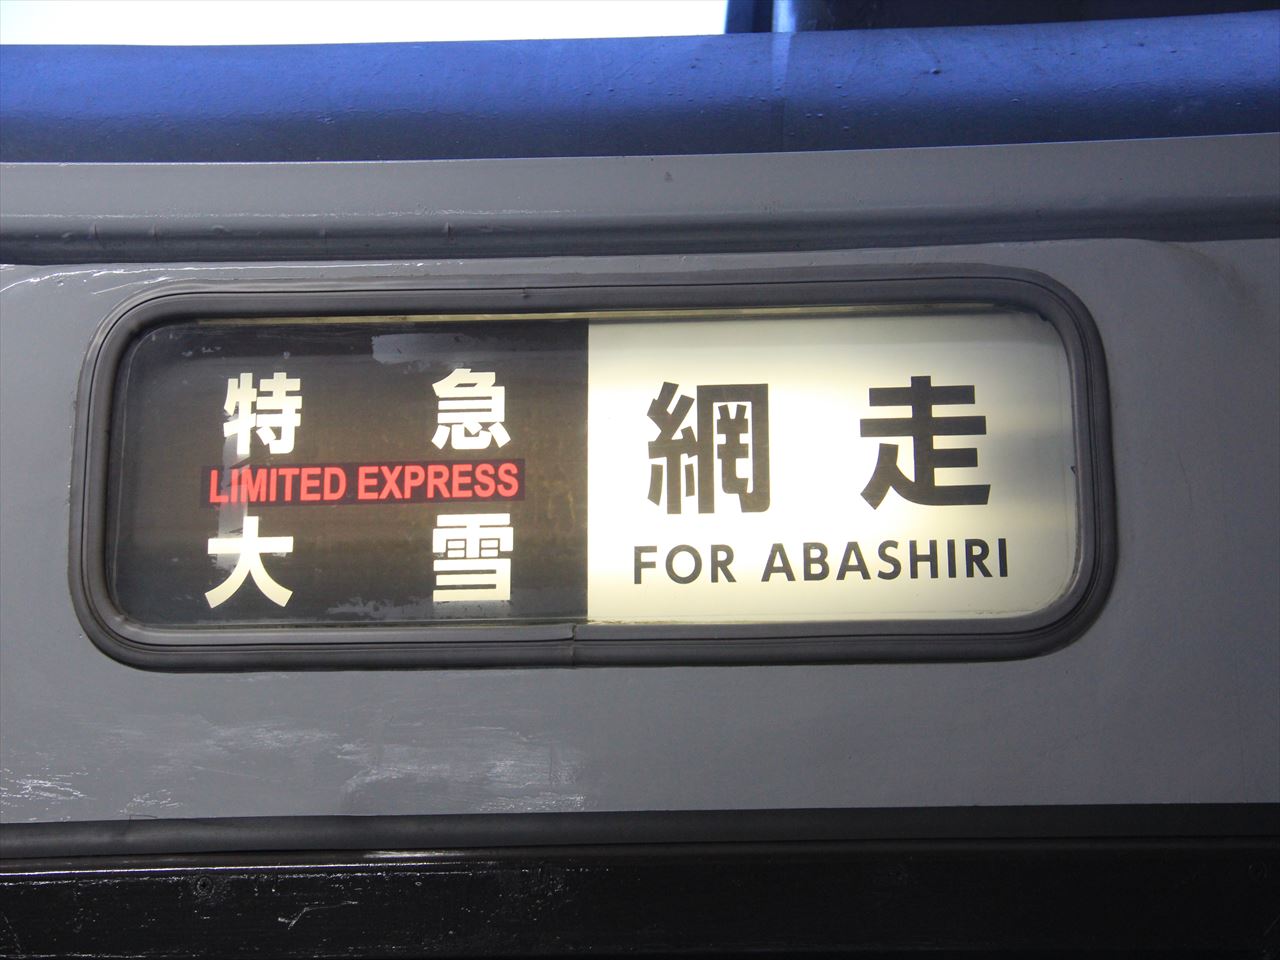 特急
LIMITED EXPRESS
大雪
網走
FOR ABASHIRI